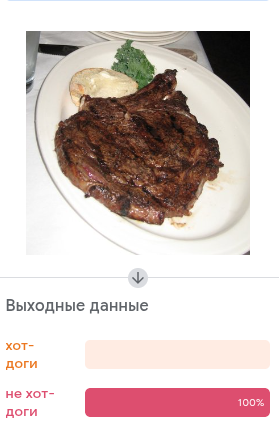 Выходные данные
хот-
доги
не хот-
доги
100%